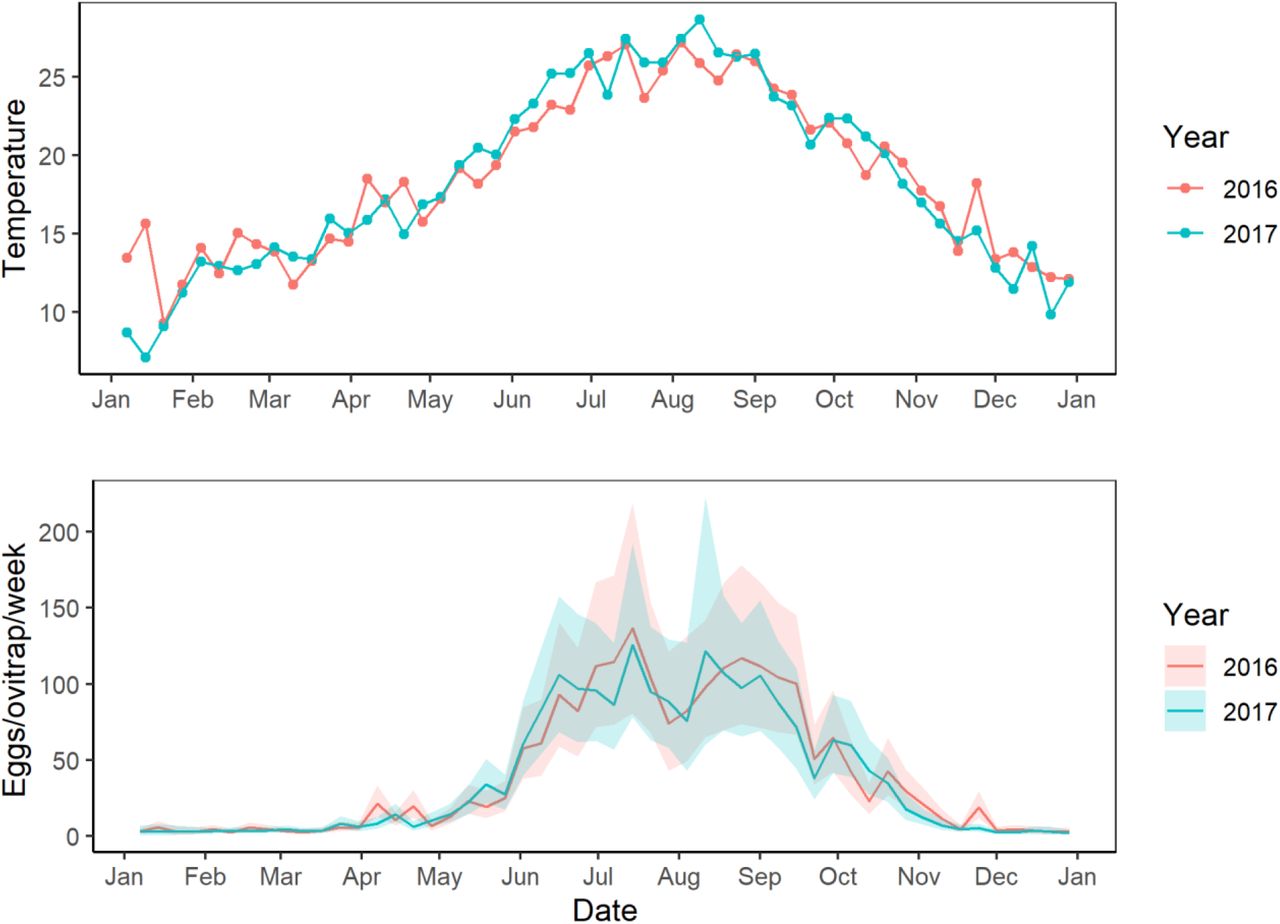 Temperature
25
20
15
10
Jan Feb Mar Apr May Jun Jul Aug Sep Oct Nov Dec Jan
Year
2016
2017
Eggs/ovitrap/week
200
150
100
50
0
Jan Feb Mar Apr May Jun Jul Aug Sep Oct Nov Dec Jan
Date
Year
2016
2017